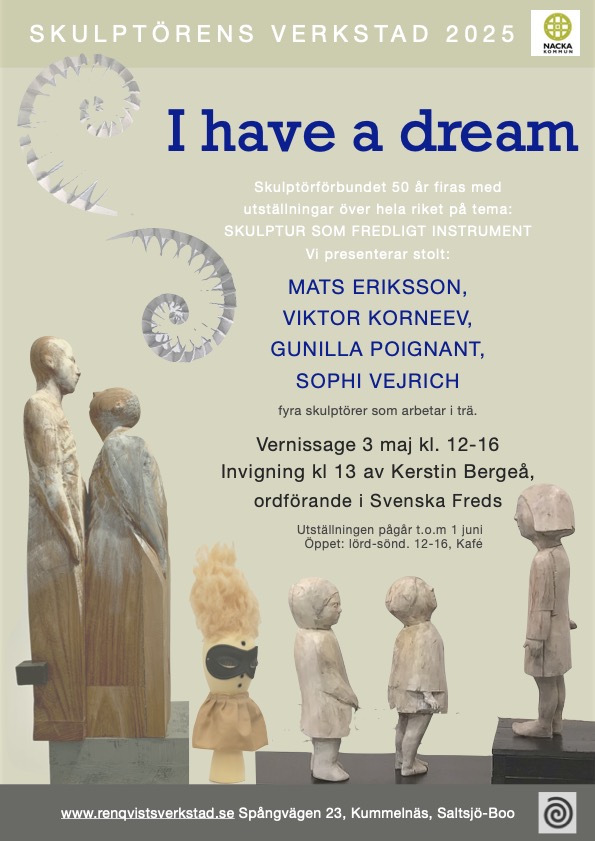 SKULPTÖRENS VERKSTAD 2025
NACKA
KOMMUN
I have a dream
Skulptörförbundet 50 år firas med
utställningar över hela riket på tema:
SKULPTUR SOM FREDLIGT INSTRUMENT
Vi presenterar stolt:
MATS ERIKSSON,
VIKTOR KORNEEV,
GUNILLA POIGNANT,
SOPHI VEJRICH
fyra skulptörer som arbetar i trä.
Vernissage 3 maj kl. 12-16
Invigning kl 13 av Kerstin Bergeå,
ordförande i Svenska Freds
Utställningen pågår t.o.m 1 juni
Öppet: lörd-sönd. 12-16, Kafé
www.renqvistsverkstad.se Spångvägen 23, Kummelnäs, Saltsjö-Boo